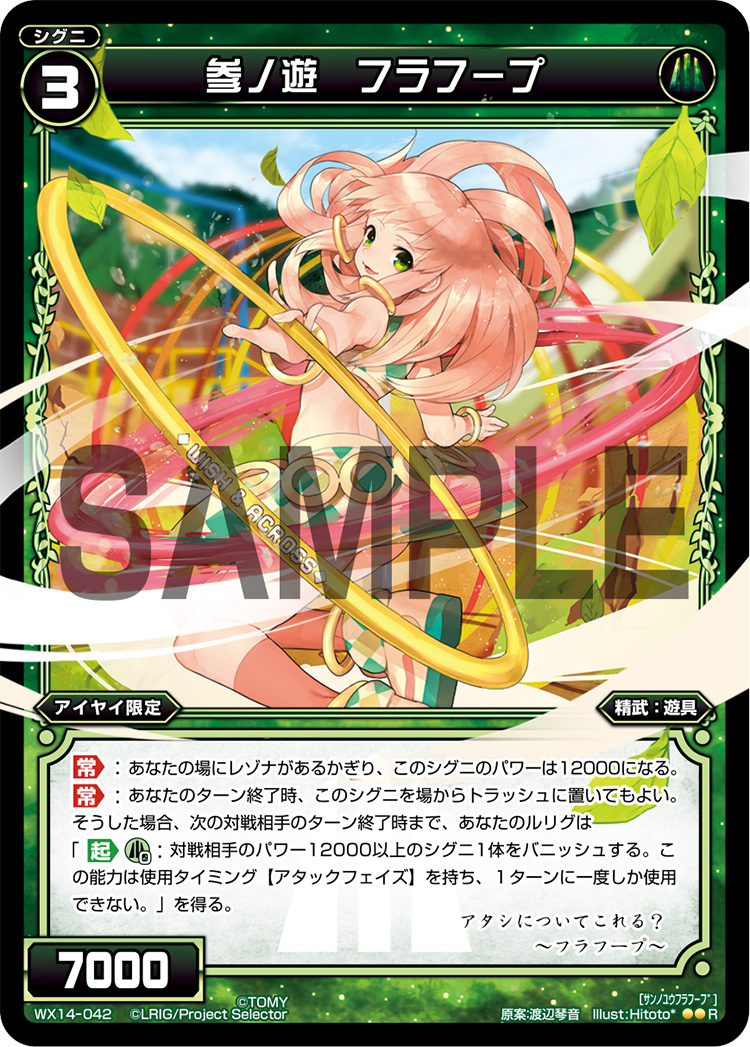 シグニ
3
参ノ遊 フラフープ
WISH & ACROSS
SAMPLE
アイヤイ限定
精武:遊具
常:あなたの場にレゾナがあるかぎり、このシグニのパワーは12000になる。
常:あなたのターン終了時、このシグニを場からトラッシュに置いてもよい。
そうした場合、次の対戦相手のターン終了時まで、あなたのルリグは
「起:対戦相手のパワー12000以上のシグニ1体をバニッシュする。こ
の能力は使用タイミング【アタックフェイズ】を持ち、1ターンに一度しか使用
できない。」を得る。
アタシについてこれる?
~フラフープ~
7000
[サンノユウフラフープ]
©TOMY
WX14-042 ©LRIG/Project Selector
原案:渡辺琴音 Illust:Hitoto* R